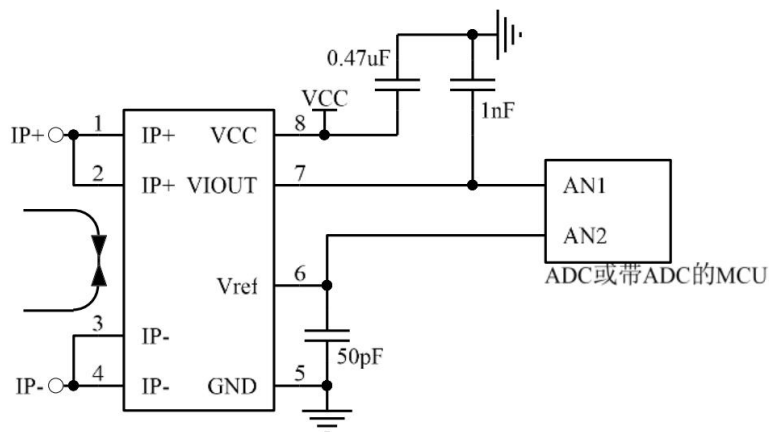 0.47uF
VCC
1nF
IP+ 1 IP+ VCC 8
2 IP+ VIOUT 7 AN1
AN2
ADC或带ADC的MCU
Vref 6
3 IP-
50pF
IP- 4 IP- GND 5